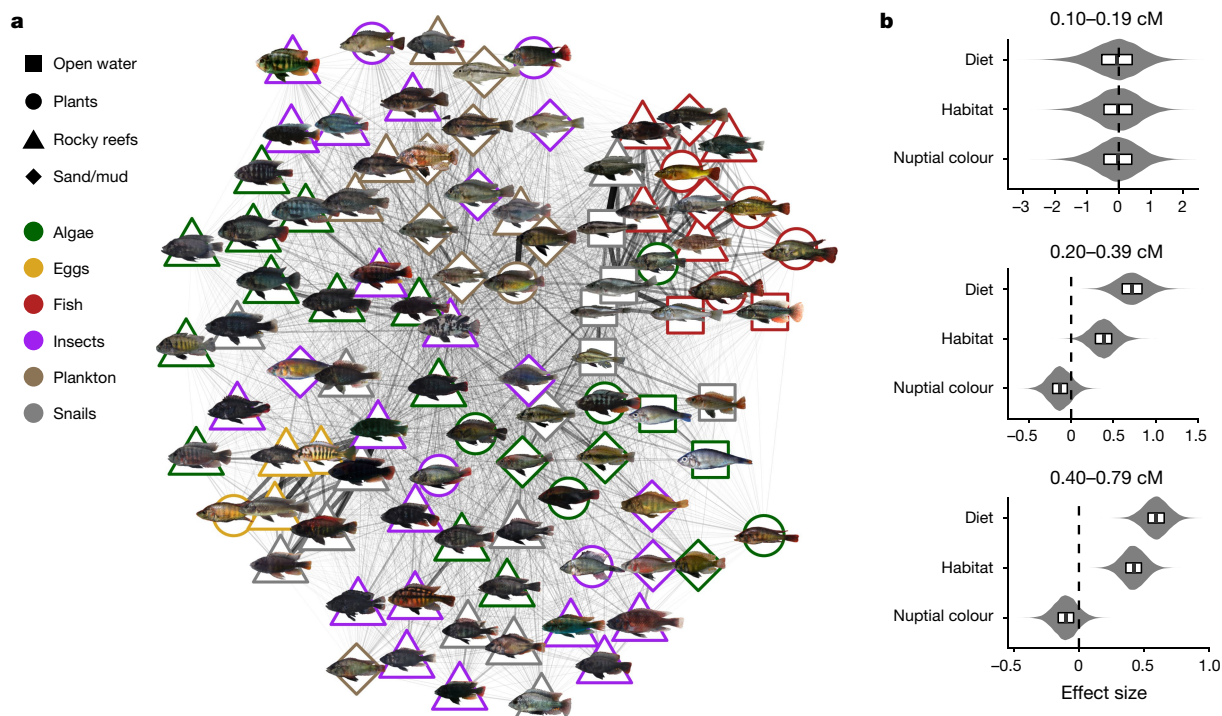 a
Open water
Plants
Rocky reefs
Sand/mud
Algae
Eggs
Fish
Insects
Plankton
Snails
b
0.10–0.19 cM
Diet
Habitat
Nuptial colour
−3 −2 −1 0 1 2
0.20–0.39 cM
Diet
Habitat
Nuptial colour
−0.5 0 0.5 1.0 1.5
0.40–0.79 cM
Diet
Habitat
Nuptial colour
−0.5 0 0.5 1.0
Effect size